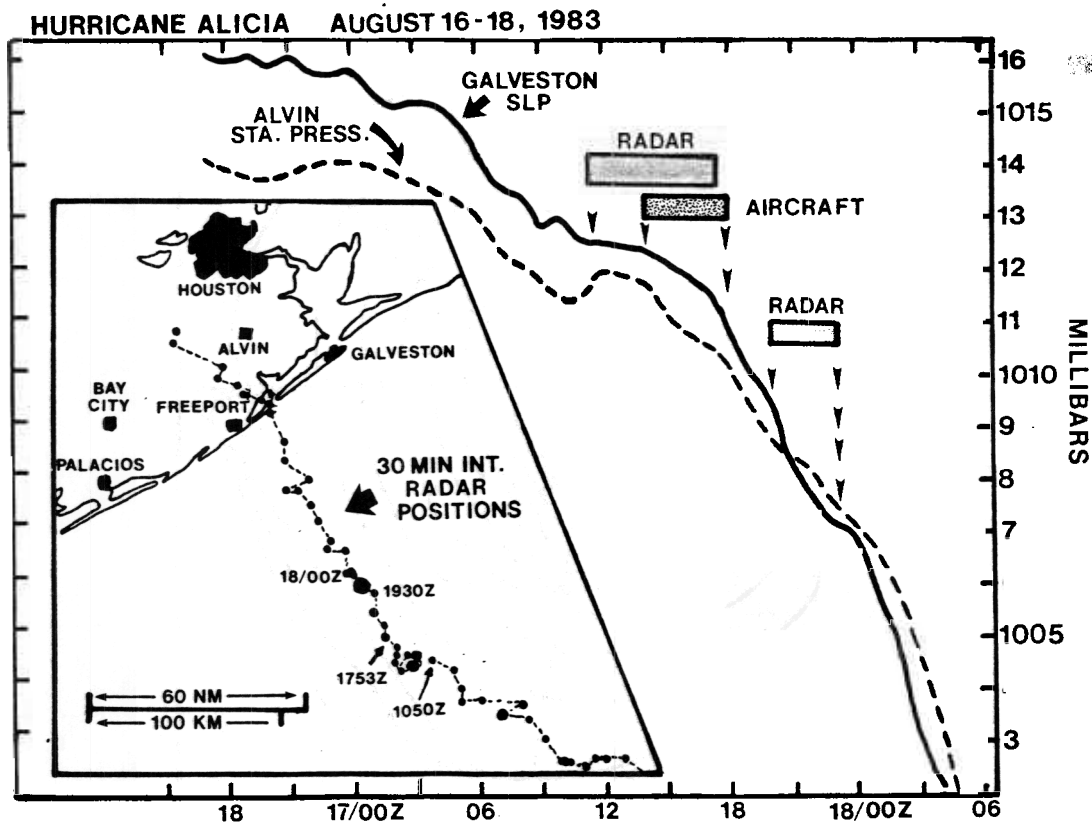 HURRICANE ALICIA AUGUST 16-18, 1983
GALVESTON
SLP
ALVIN
STA. PRESS.
RADAR
AIRCRAFT
RADAR
16
1015
14
13
12
11
1010
9
8
7
1005
3
MILLIBARS
HOUSTON
ALVIN
GALVESTON
BAY
CITY
FREEPORT
PALACIOS
30 MIN INT.
RADAR
POSITIONS
18/00Z
1930Z
1753Z
1050Z
60 NM
100 KM
18
17/00Z
06
12
18
18/00Z
06